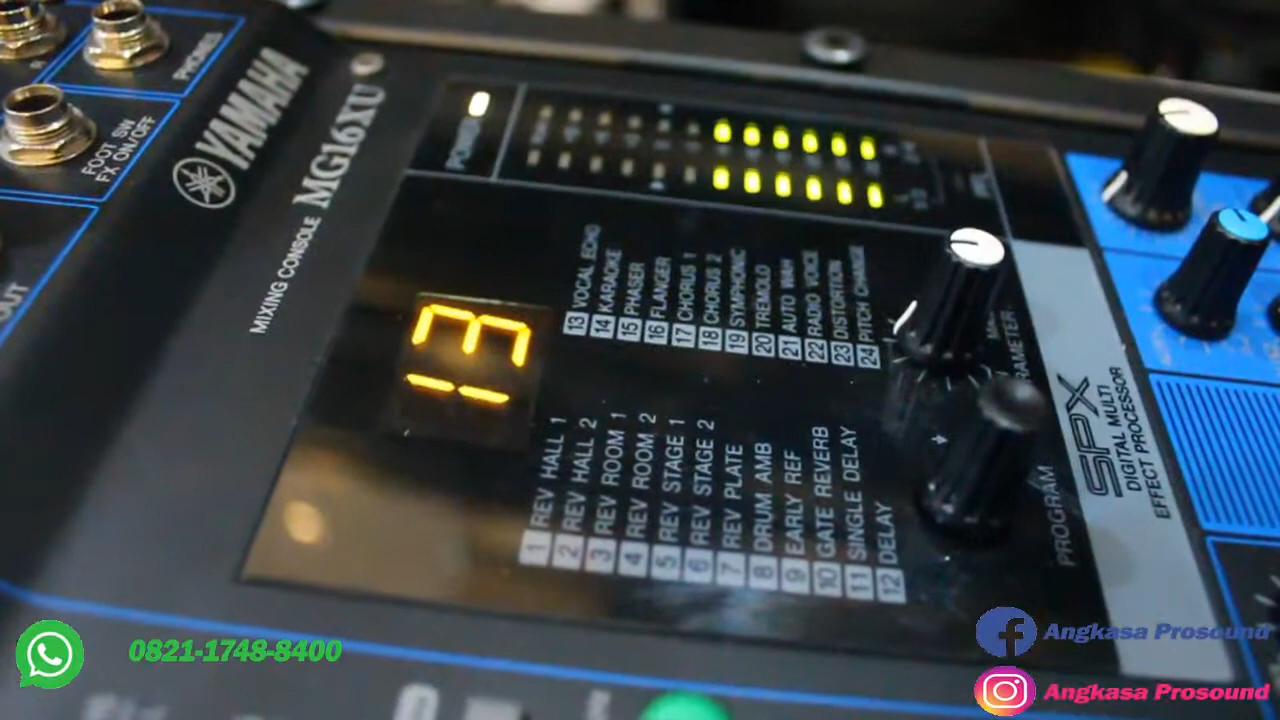 R
PHONES
FOOT SW
FX ON/OFF
OUT
YAMAHA
MIXING CONSOLE MG16XU
POWER
13
1 REV HALL 1
2 REV HALL 2
3 REV ROOM 1
4 REV ROOM 2
5 REV STAGE 1
6 REV STAGE 2
7 REV PLATE
8 DRUM AMB
9 EARLY REF
10 GATE REVERB
11 SINGLE DELAY
12 DELAY
13 VOCAL ECHO
14 KARAOKE
15 PHASER
16 FLANGER
17 CHORUS 1
18 CHORUS 2
19 SYMPHONIC
20 TREMOLO
21 AUTO WAH
22 RADIO VOICE
23 DISTORTION
24 PITCH CHANGE
PROGRAM
SPX
DIGITAL MULTI
EFFECT PROCESSOR
0821-1748-8400
Angkasa Prosound
Angkasa Prosound